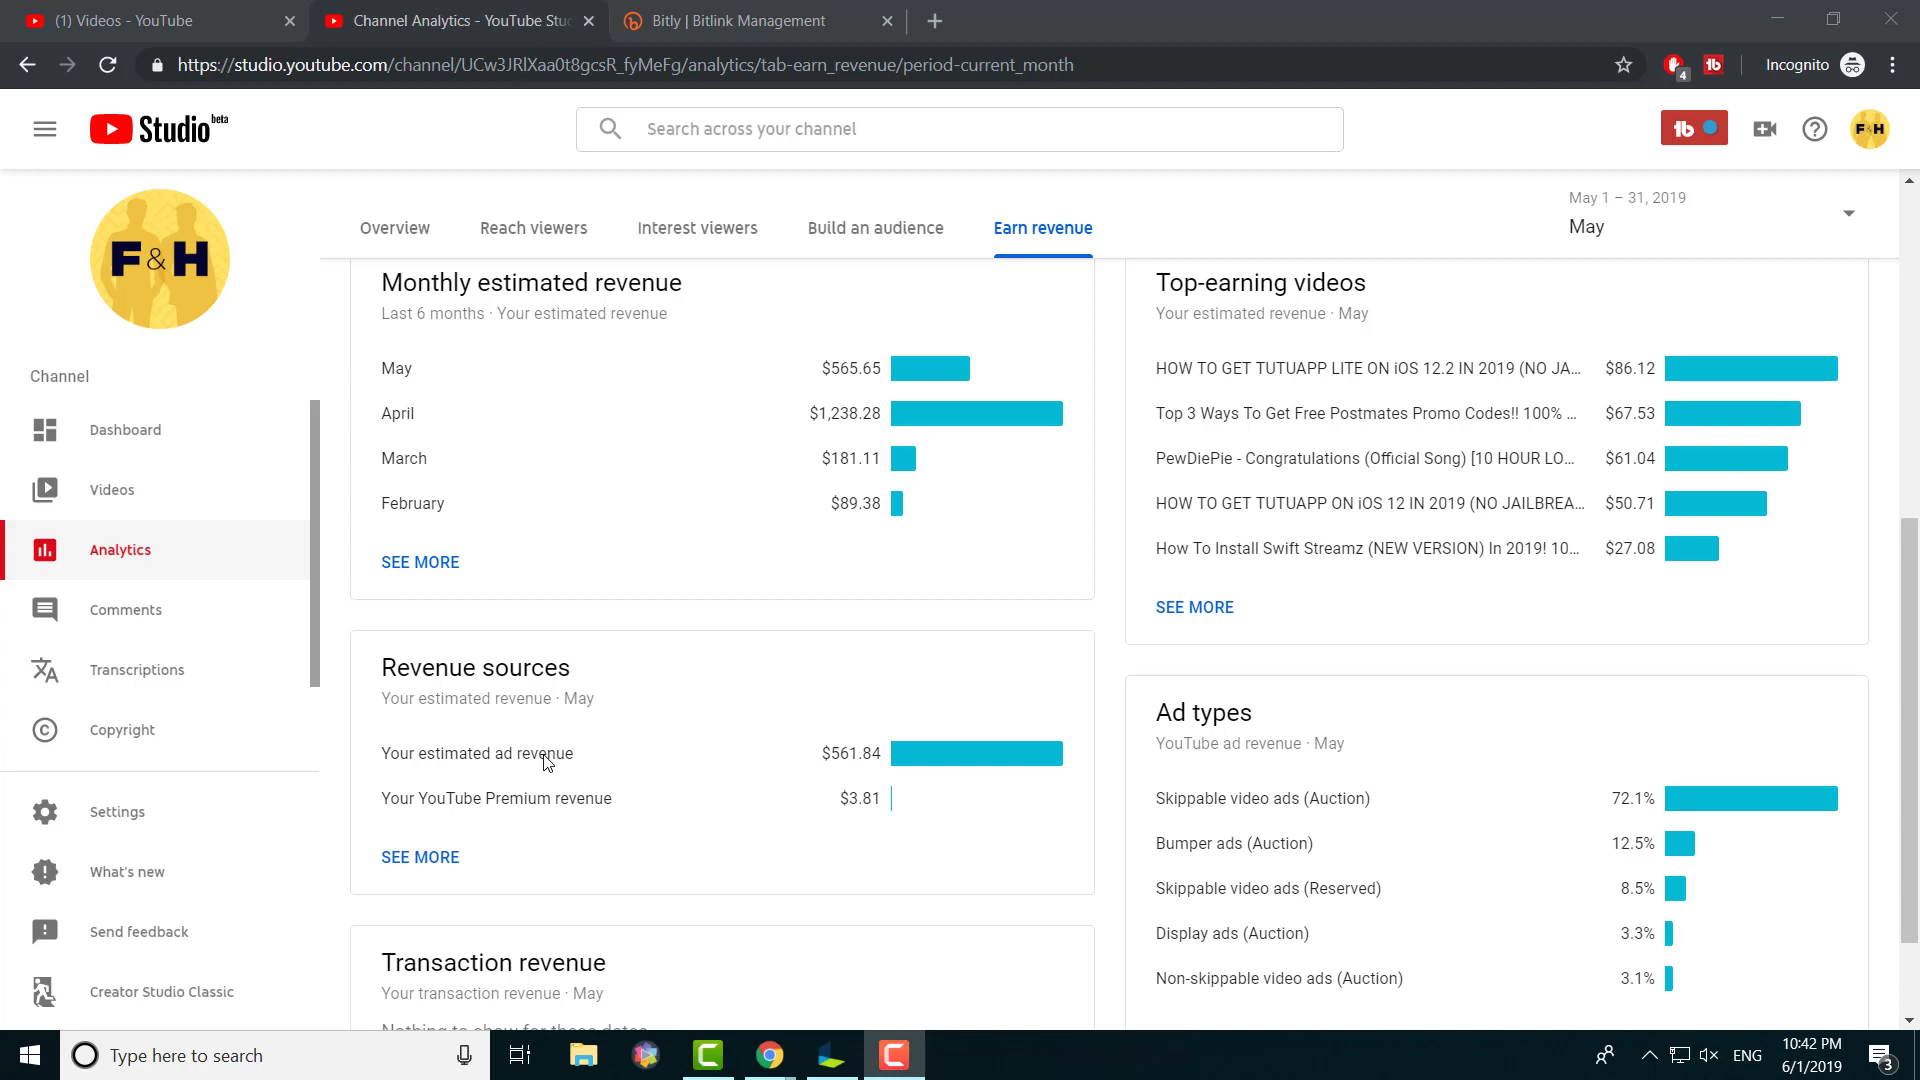 (1) Videos - YouTube
Channel Analytics - YouTube Stu
Bitly | Bitlink Management
https://studio.youtube.com/channel/UCw3JRlXaa0t8gcsR_fyMeFg/analytics/tab-earn_revenue/period-current_month
4
Incognito
Studio beta
Search across your channel
F&H
F & H
Overview
Reach viewers
Interest viewers
Build an audience
Earn revenue
May 1 – 31, 2019
May
Channel
Dashboard
Videos
Analytics
Comments
Transcriptions
Copyright
Settings
What's new
Send feedback
Creator Studio Classic
Monthly estimated revenue
Last 6 months · Your estimated revenue
May $565.65
April $1,238.28
March $181.11
February $89.38
SEE MORE
Revenue sources
Your estimated revenue · May
Your estimated ad revenue $561.84
Your YouTube Premium revenue $3.81
SEE MORE
Transaction revenue
Your transaction revenue · May
Nothing to show for these dates
Top-earning videos
Your estimated revenue · May
HOW TO GET TUTUAPP LITE ON iOS 12.2 IN 2019 (NO JA... $86.12
Top 3 Ways To Get Free Postmates Promo Codes!! 100% ... $67.53
PewDiePie - Congratulations (Official Song) [10 HOUR LO... $61.04
HOW TO GET TUTUAPP ON iOS 12 IN 2019 (NO JAILBREA... $50.71
How To Install Swift Streamz (NEW VERSION) In 2019! 10... $27.08
SEE MORE
Ad types
YouTube ad revenue · May
Skippable video ads (Auction) 72.1%
Bumper ads (Auction) 12.5%
Skippable video ads (Reserved) 8.5%
Display ads (Auction) 3.3%
Non-skippable video ads (Auction) 3.1%
Type here to search
ENG
10:42 PM
6/1/2019
3